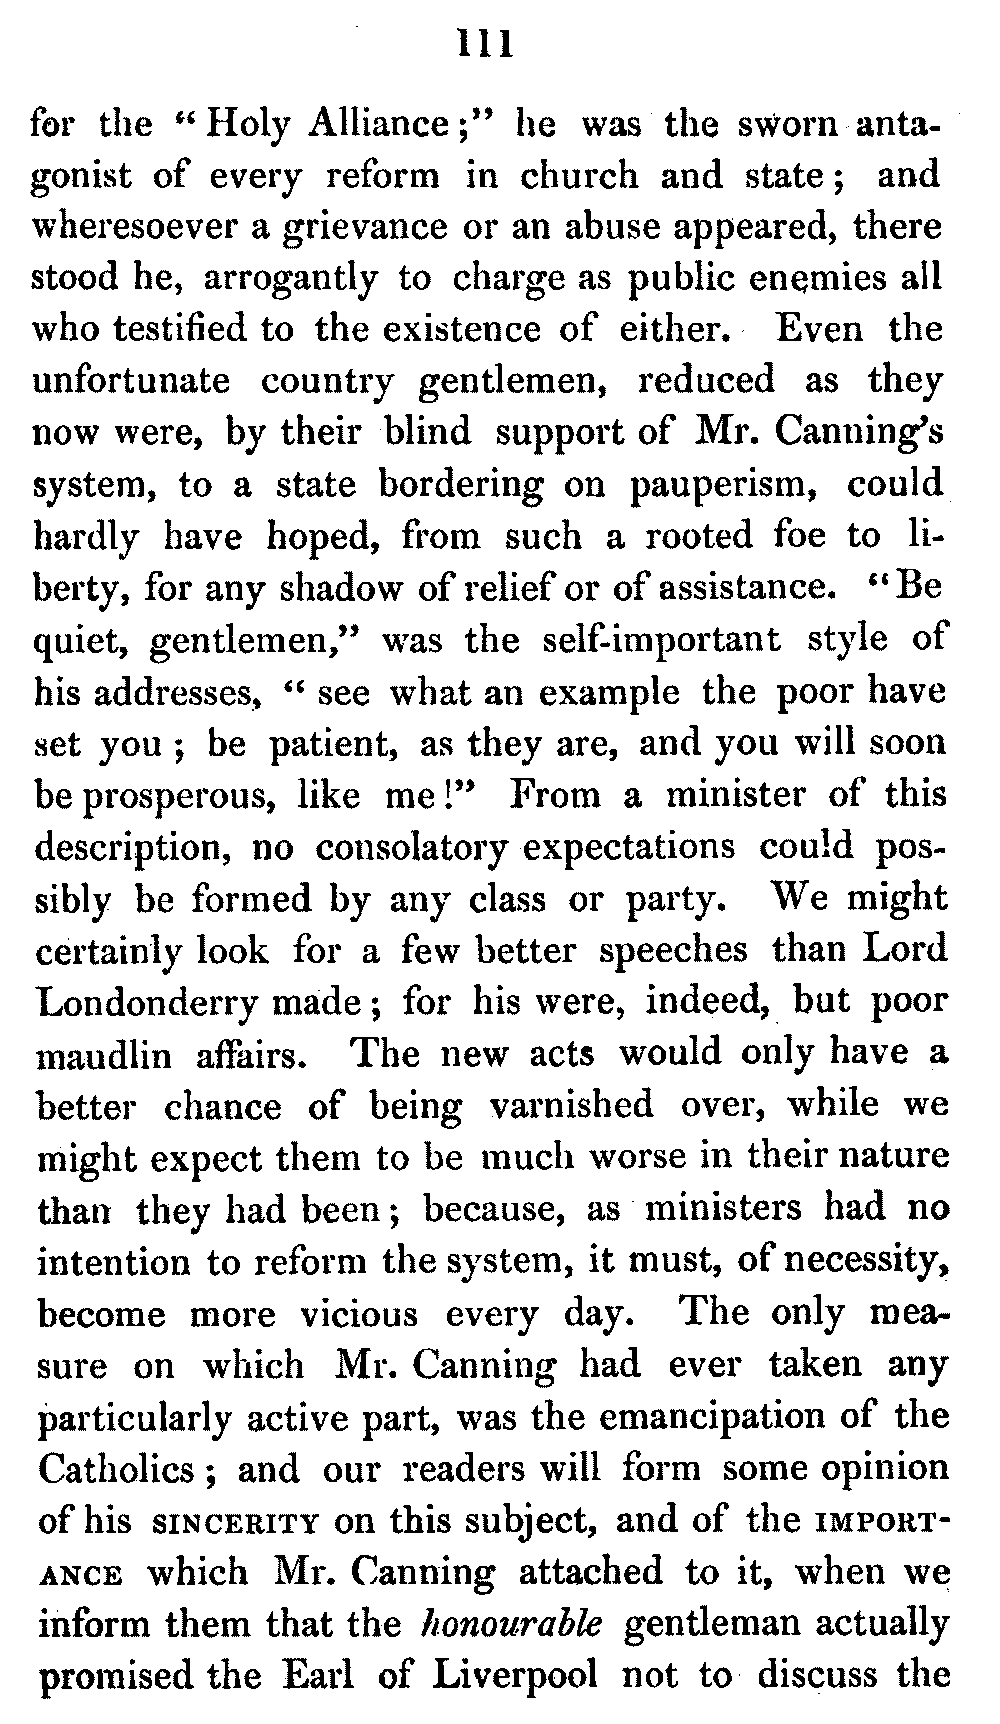 111
for the “ Holy Alliance ;” he was the sworn anta-
gonist of every reform in church and state ; and
wheresoever a grievance or an abuse appeared, there
stood he, arrogantly to charge as public enemies all
who testified to the existence of either. Even the
unfortunate country gentlemen, reduced as they
now were, by their blind support of Mr. Canning’s
system, to a state bordering on pauperism, could
hardly have hoped, from such a rooted foe to li-
berty, for any shadow of relief or of assistance. “ Be
quiet, gentlemen,” was the self-important style of
his addresses, “ see what an example the poor have
set you ; be patient, as they are, and you will soon
be prosperous, like me !” From a minister of this
description, no consolatory expectations could pos-
sibly be formed by any class or party. We might
certainly look for a few better speeches than Lord
Londonderry made ; for his were, indeed, but poor
maudlin affairs. The new acts would only have a
better chance of being varnished over, while we
might expect them to be much worse in their nature
than they had been ; because, as ministers had no
intention to reform the system, it must, of necessity,
become more vicious every day. The only mea-
sure on which Mr. Canning had ever taken any
particularly active part, was the emancipation of the
Catholics ; and our readers will form some opinion
of his SINCERITY on this subject, and of the IMPORT-
ANCE which Mr. Canning attached to it, when we
inform them that the honourable gentleman actually
promised the Earl of Liverpool not to discuss the